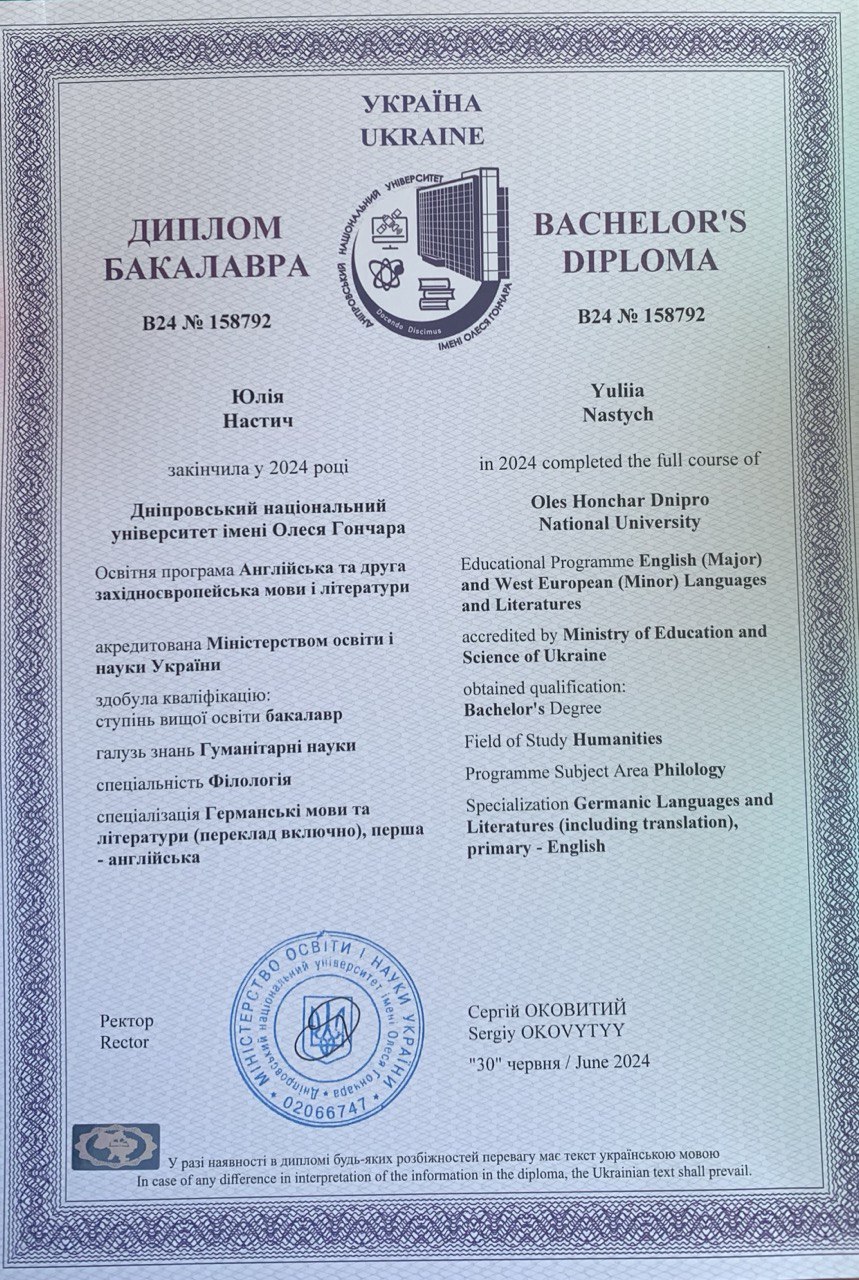 УКРАЇНА
UKRAINE
ДНІПРОВСЬКИЙ НАЦІОНАЛЬНИЙ УНІВЕРСИТЕТ
ІМЕНІ ОЛЕСЯ ГОНЧАРА
Docendo Discimus
ДИПЛОМ
БАКАЛАВРА
B24 № 158792
Юлія
Настич
закінчила у 2024 році
Дніпровський національний
університет імені Олеся Гончара
Освітня програма Англійська та друга
західноєвропейська мови і літератури
акредитована Міністерством освіти і
науки України
здобула кваліфікацію:
ступінь вищої освіти бакалавр
галузь знань Гуманітарні науки
спеціальність Філологія
спеціалізація Германські мови та
літератури (переклад включно), перша
- англійська
BACHELOR'S
DIPLOMA
B24 № 158792
Yuliia
Nastych
in 2024 completed the full course of
Oles Honchar Dnipro
National University
Educational Programme English (Major)
and West European (Minor) Languages
and Literatures
accredited by Ministry of Education and
Science of Ukraine
obtained qualification:
Bachelor's Degree
Field of Study Humanities
Programme Subject Area Philology
Specialization Germanic Languages and
Literatures (including translation),
primary - English
Ректор
Rector
МІНІСТЕРСТВО ОСВІТИ І НАУКИ УКРАЇНИ
Дніпровський національний університет імені Олеся Гончара
* 02066747 *
Сергій ОКОВИТИЙ
Sergiy OKOVYTYY
"30" червня / June 2024
У разі наявності в дипломі будь-яких розбіжностей перевагу має текст українською мовою
In case of any difference in interpretation of the information in the diploma, the Ukrainian text shall prevail.